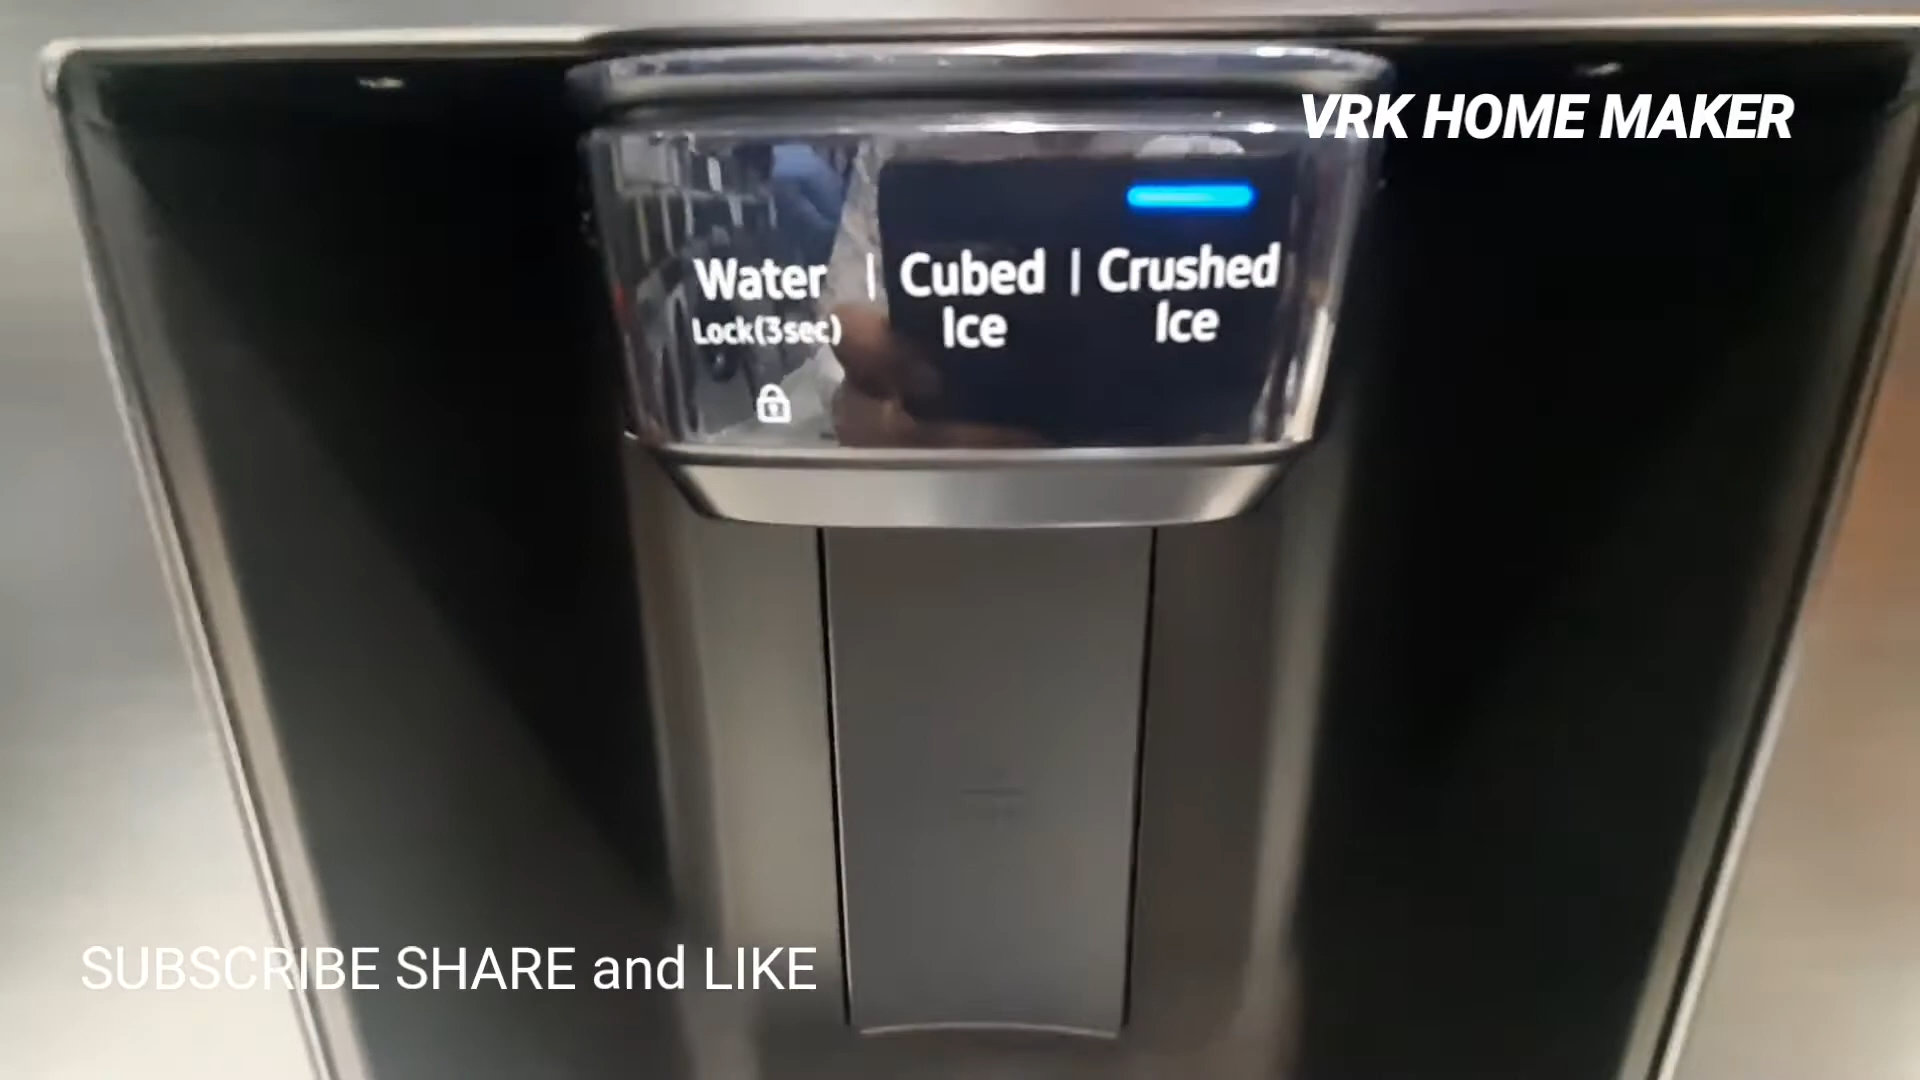 VRK HOME MAKER
Water | Cubed Ice | Crushed Ice
Lock(3sec)
SUBSCRIBE SHARE and LIKE